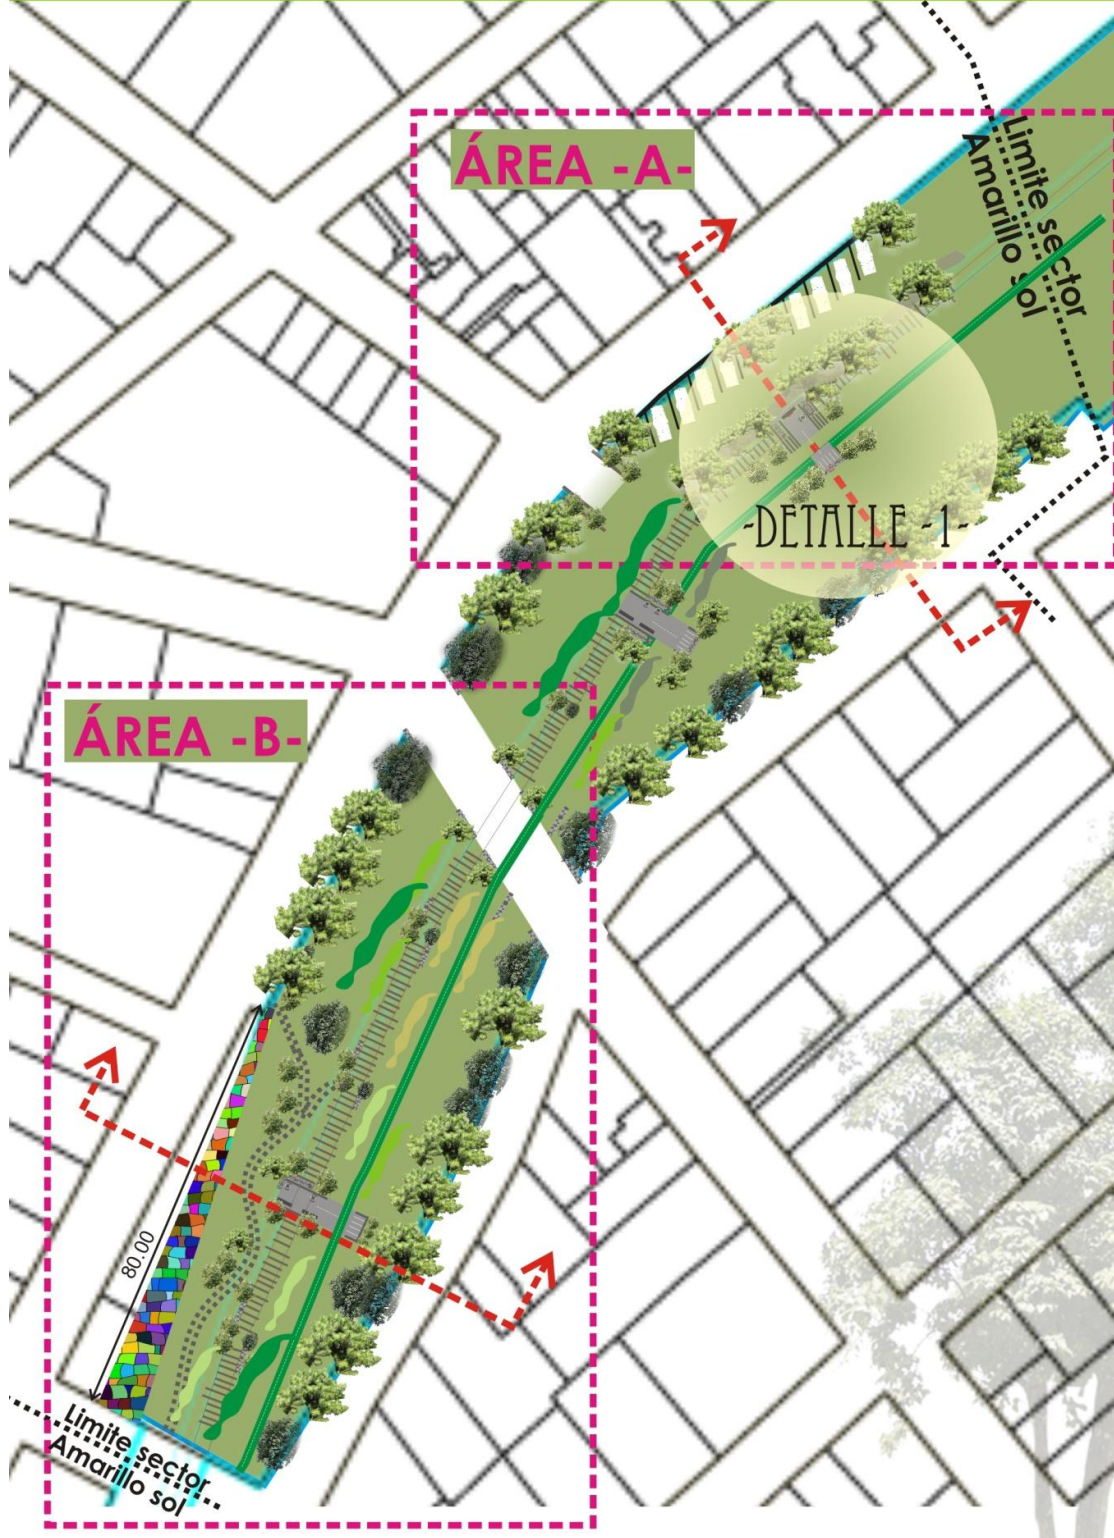 ÁREA -A-
Limite sector
Amarillo sol
-DETALLE -1-
ÁREA -B-
80.00
Limite sector
Amarillo sol